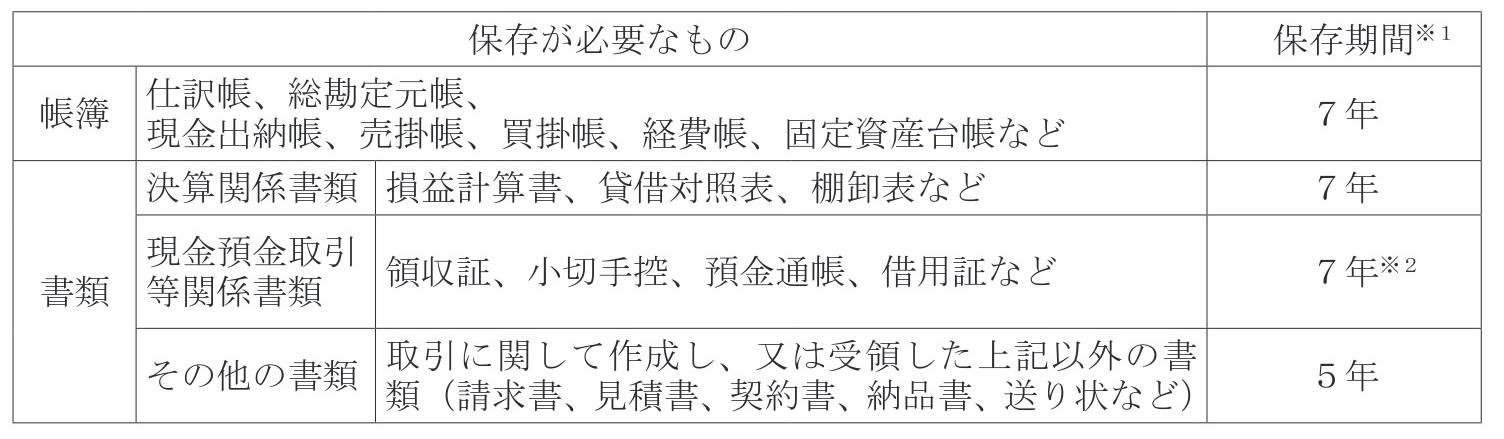 保存が必要なもの
保存期間※1
帳簿
仕訳帳、総勘定元帳、
現金出納帳、売掛帳、買掛帳、経費帳、固定資産台帳など
7年
書類
決算関係書類
損益計算書、貸借対照表、棚卸表など
7年
現金預金取引
等関係書類
領収証、小切手控、預金通帳、借用証など
7年※2
その他の書類
取引に関して作成し、又は受領した上記以外の書
類（請求書、見積書、契約書、納品書、送り状など）
5年